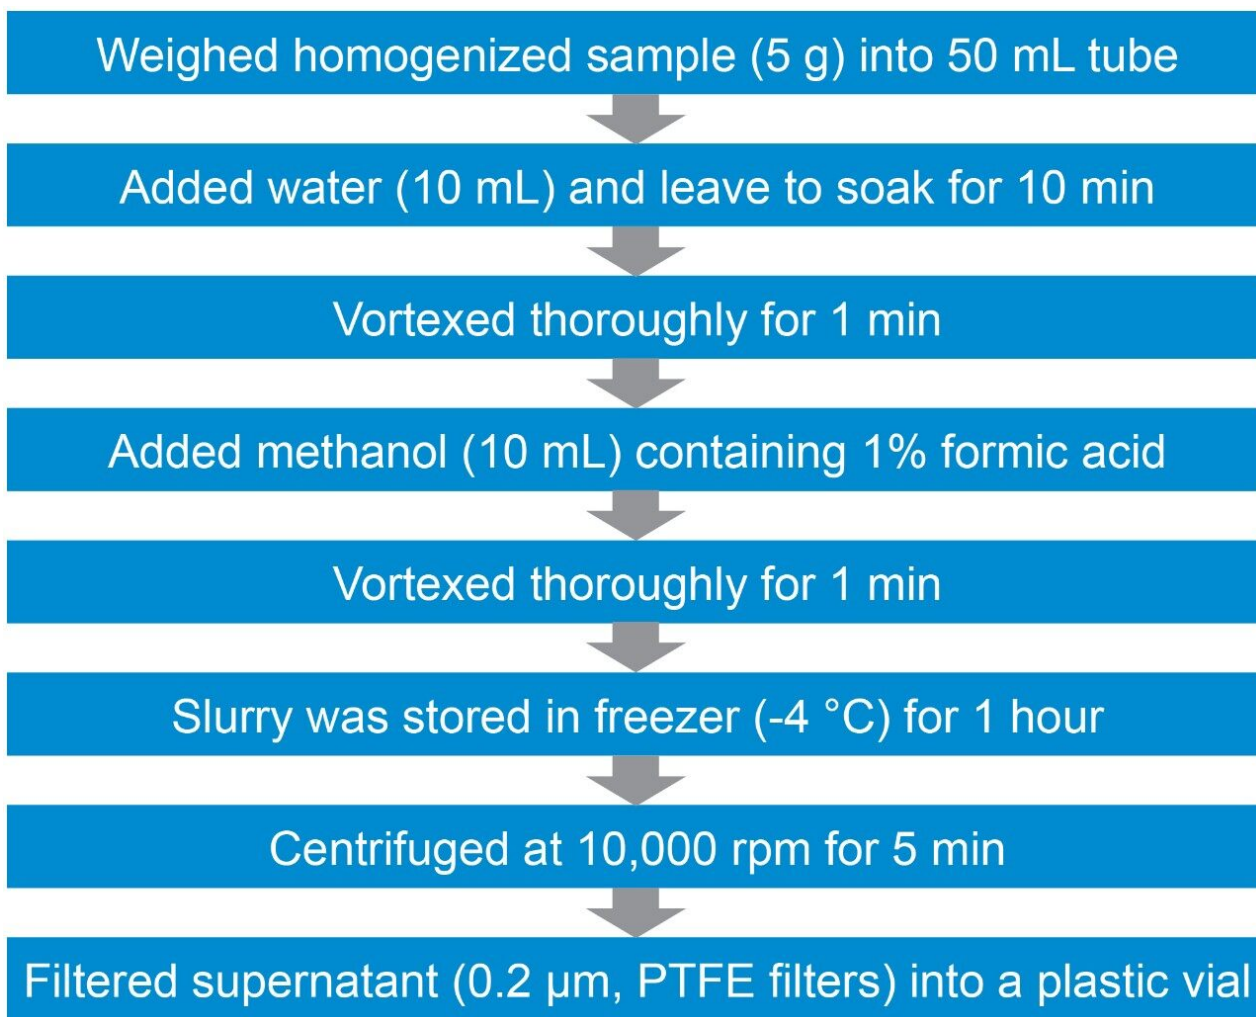 Weighed homogenized sample (5 g) into 50 mL tube
Added water (10 mL) and leave to soak for 10 min
Vortexed thoroughly for 1 min
Added methanol (10 mL) containing 1% formic acid
Vortexed thoroughly for 1 min
Slurry was stored in freezer (-4 °C) for 1 hour
Centrifuged at 10,000 rpm for 5 min
Filtered supernatant (0.2 µm, PTFE filters) into a plastic vial